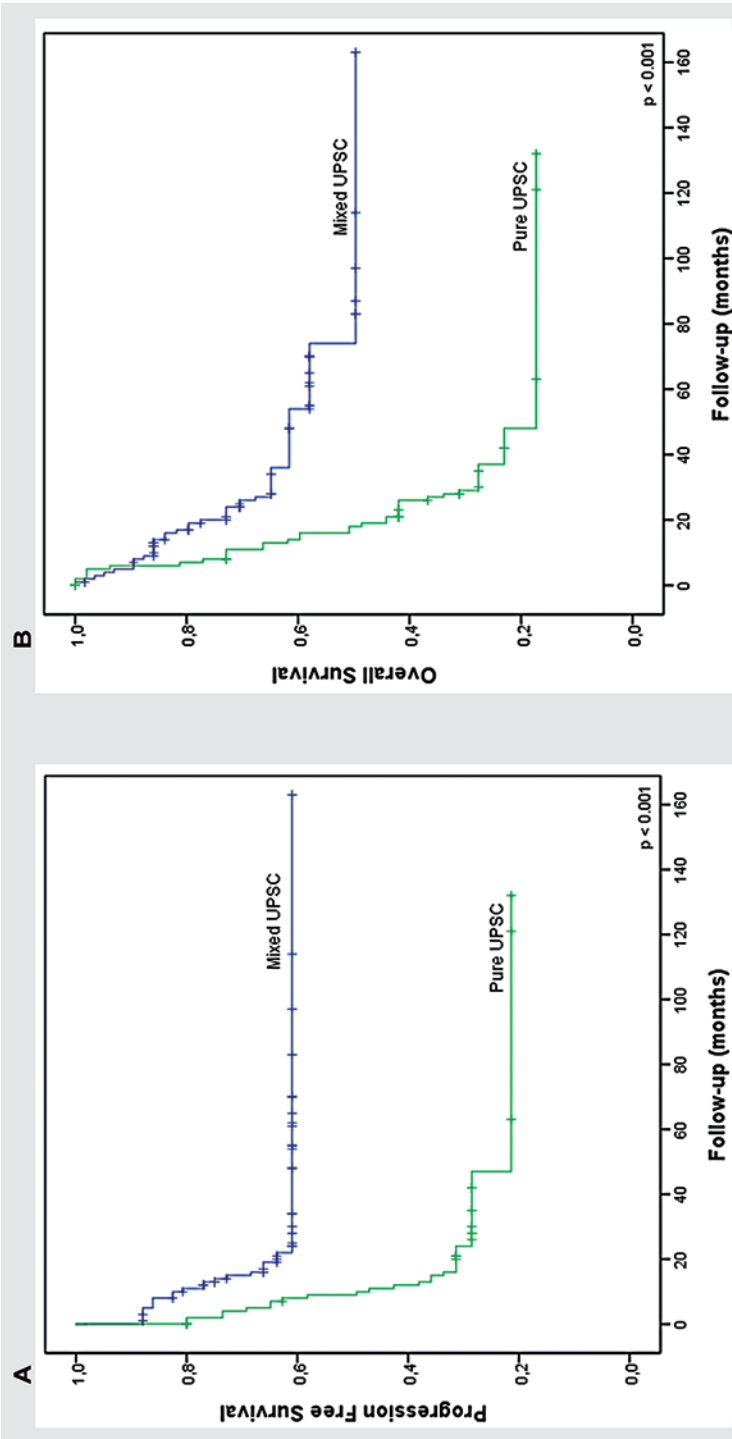 A
Progression Free Survival
1,0
0,8
0,6
0,4
0,2
0,0
Mixed UPSC
Pure UPSC
p < 0.001
0
20
40
60
80
100
120
140
160
Follow-up (months)
B
Overall Survival
1,0
0,8
0,6
0,4
0,2
0,0
Mixed UPSC
Pure UPSC
p < 0.001
0
20
40
60
80
100
120
140
160
Follow-up (months)